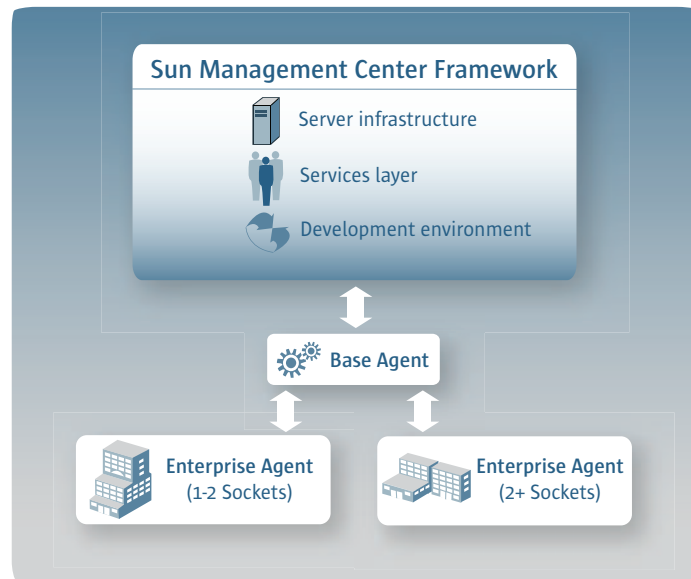 Sun Management Center Framework
Server infrastructure
Services layer
Development environment
Base Agent
Enterprise Agent
(1-2 Sockets)
Enterprise Agent
(2+ Sockets)